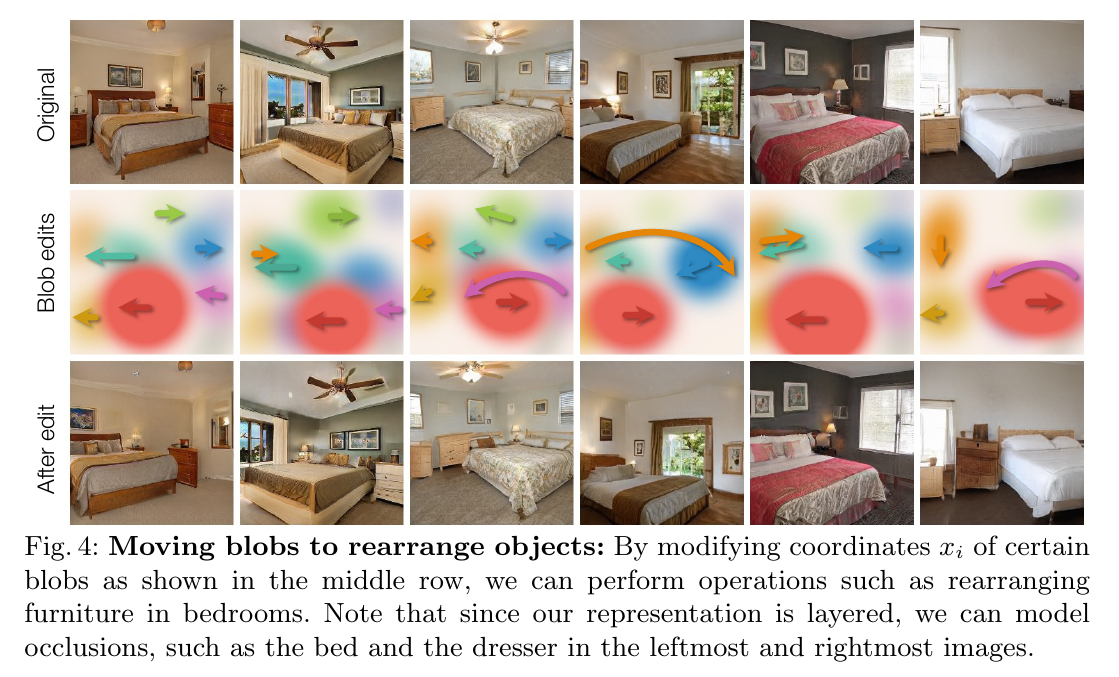 Original
Blob edits
After edit
Fig. 4: Moving blobs to rearrange objects: By modifying coordinates xᵢ of certain
blobs as shown in the middle row, we can perform operations such as rearranging
furniture in bedrooms. Note that since our representation is layered, we can model
occlusions, such as the bed and the dresser in the leftmost and rightmost images.